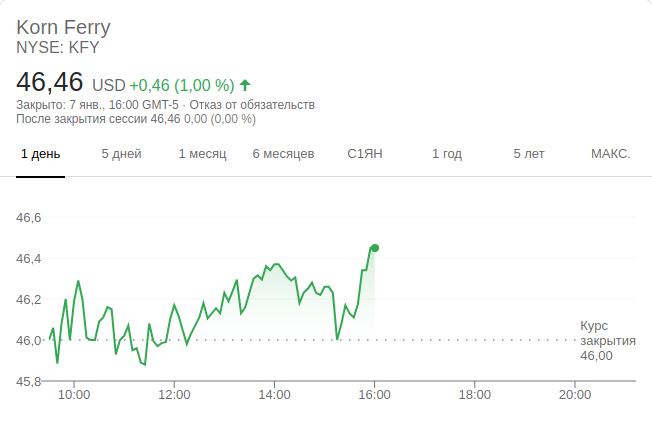 Korn Ferry
NYSE: KFY
46,46 USD +0,46 (1,00 %)
Закрыто: 7 янв., 16:00 GMT-5 · Отказ от обязательств
После закрытия сессии 46,46 0,00 (0,00 %)
1 день 5 дней 1 месяц 6 месяцев С1ЯН 1 год 5 лет МАКС.
46,6
46,4
46,2
46,0
45,8
Курс
закрытия
46,00
10:00 12:00 14:00 16:00 18:00 20:00